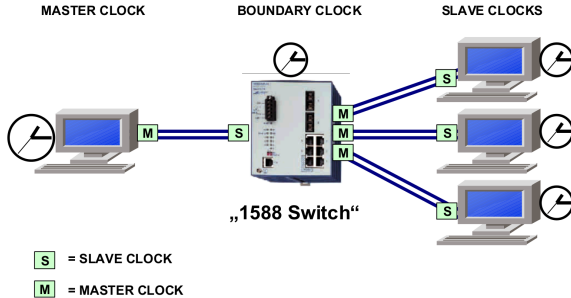 MASTER CLOCK
BOUNDARY CLOCK
SLAVE CLOCKS
M
S
M
M
M
S
S
S
„1588 Switch“
S = SLAVE CLOCK
M = MASTER CLOCK